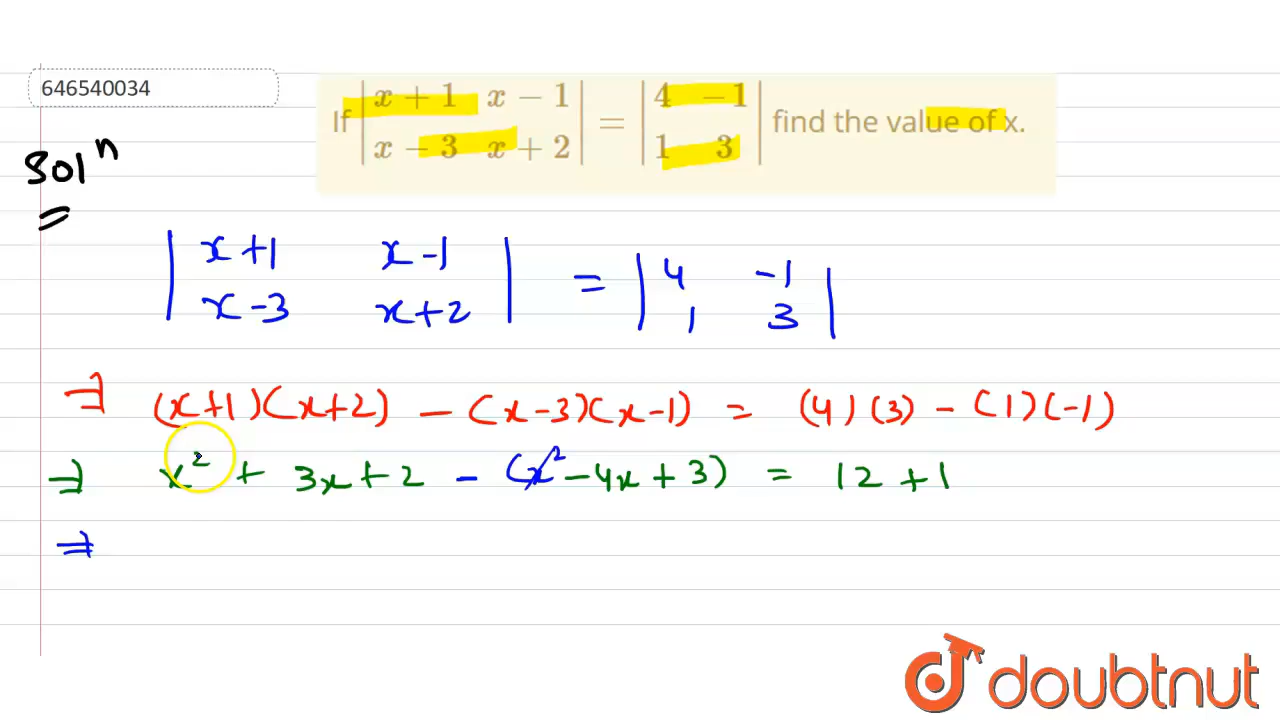 646540034
If |x + 1 x − 1| = |4 −1| find the value of x.
|x − 3 x + 2| |1 3|
Solⁿ
|x+1 x-1| = |4 -1|
|x-3 x+2| |1 3|
⇒ (x+1)(x+2) - (x-3)(x-1) = (4)(3) - (1)(-1)
⇒ x² + 3x+2 - (x² -4x+3) = 12+1
⇒
doubtnut